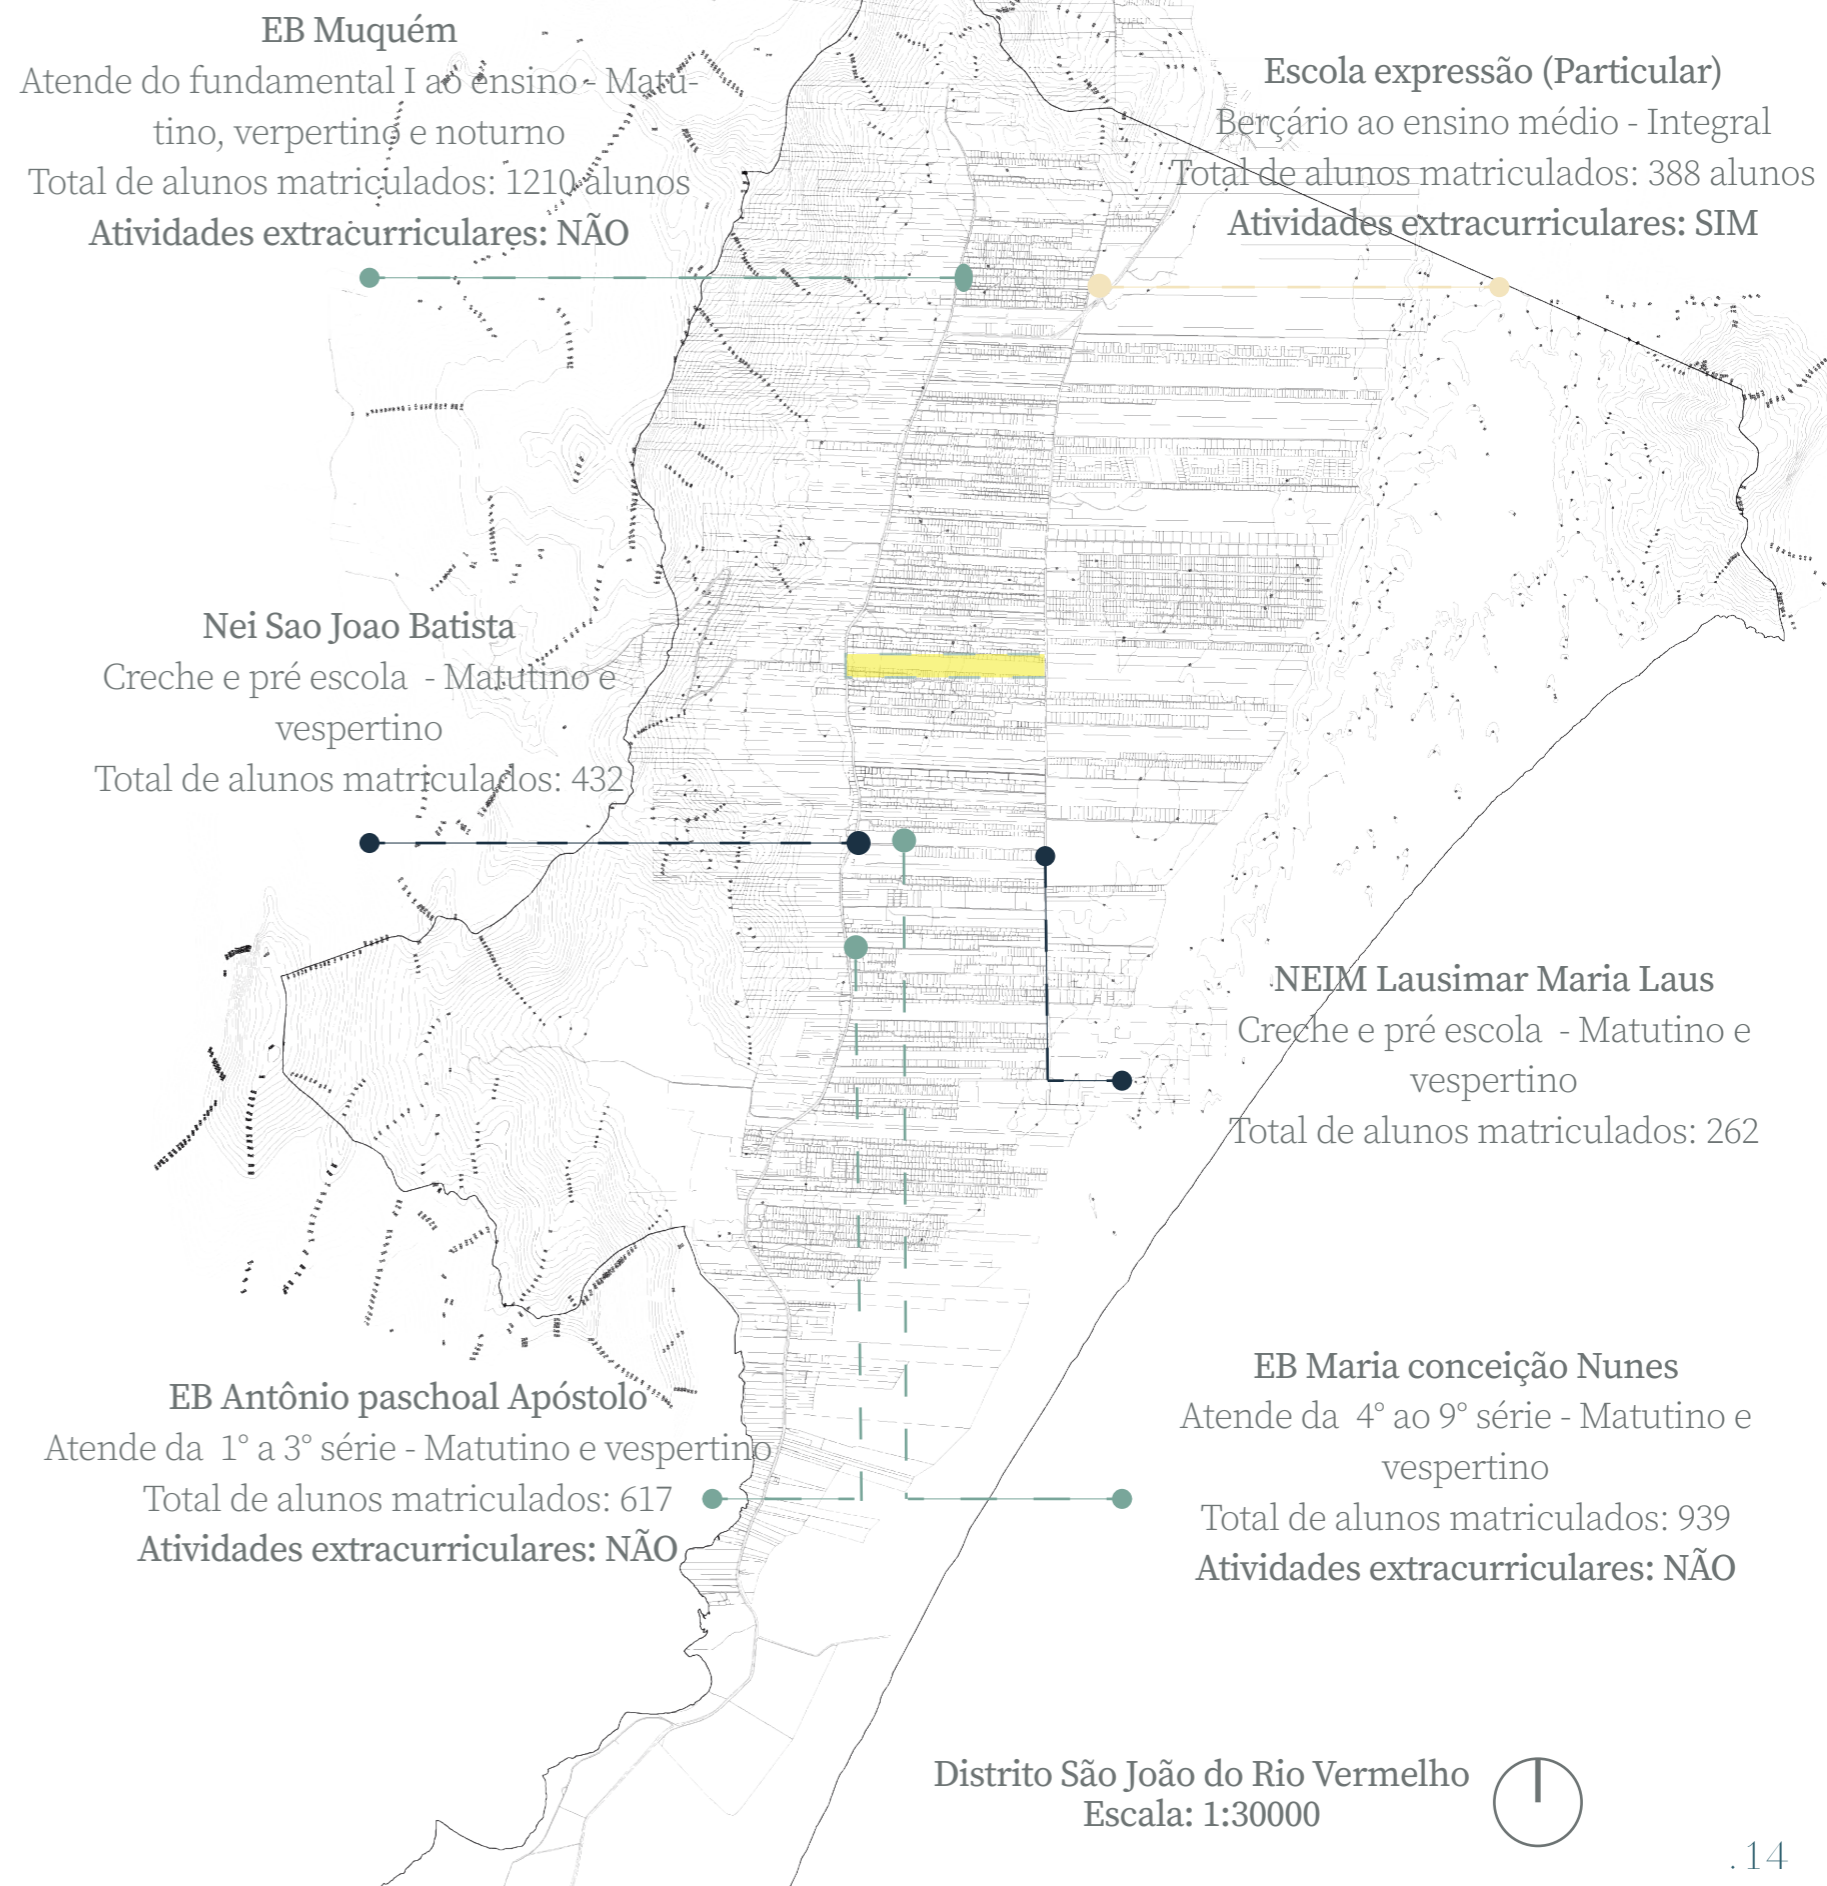 EB Muquém
Atende do fundamental I ao ensino - Matu-
tino, verpertino e noturno
Total de alunos matriculados: 1210 alunos
Atividades extracurriculares: NÃO
Escola expressão (Particular)
Berçário ao ensino médio - Integral
Total de alunos matriculados: 388 alunos
Atividades extracurriculares: SIM
Nei Sao Joao Batista
Creche e pré escola - Matutino e
vespertino
Total de alunos matriculados: 432
NEIM Lausimar Maria Laus
Creche e pré escola - Matutino e
vespertino
Total de alunos matriculados: 262
EB Antônio paschoal Apóstolo
Atende da 1° a 3° série - Matutino e vespertino
Total de alunos matriculados: 617
Atividades extracurriculares: NÃO
EB Maria conceição Nunes
Atende da 4° ao 9° série - Matutino e
vespertino
Total de alunos matriculados: 939
Atividades extracurriculares: NÃO
Distrito São João do Rio Vermelho
Escala: 1:30000
.14